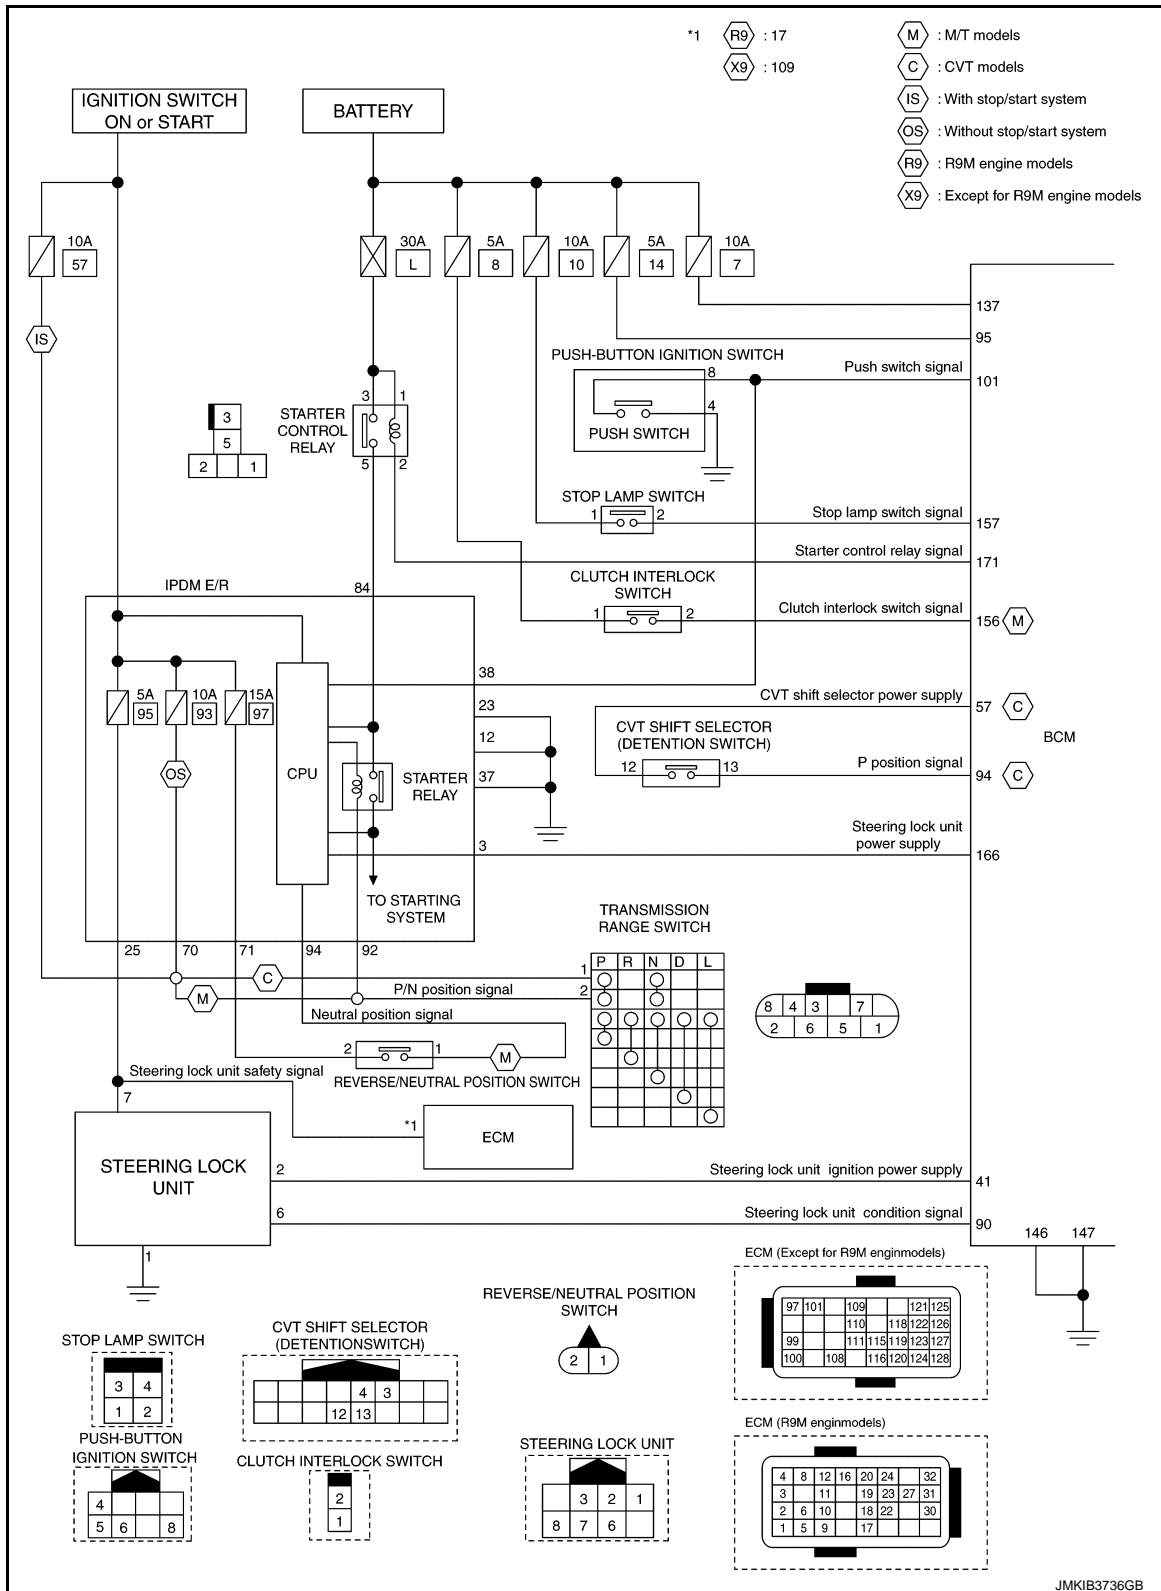 *1 R9 : 17
X9 : 109
M : M/T models
C : CVT models
IS : With stop/start system
OS : Without stop/start system
R9 : R9M engine models
X9 : Except for R9M engine models
IGNITION SWITCH
ON or START
BATTERY
10A
57
30A
L
5A
8
10A
10
5A
14
10A
7
IS
137
95
PUSH-BUTTON IGNITION SWITCH
8
Push switch signal
101
4
PUSH SWITCH
3 1
STARTER
CONTROL
RELAY
5 2
3
5
2 1
STOP LAMP SWITCH
1 2
Stop lamp switch signal
157
Starter control relay signal
171
CLUTCH INTERLOCK
SWITCH
1 2
Clutch interlock switch signal
156 M
IPDM E/R
84
38
23
12
37
3
5A
95
10A
93
15A
97
OS
CPU
STARTER
RELAY
TO STARTING
SYSTEM
CVT shift selector power supply
57 C
CVT SHIFT SELECTOR
(DETENTION SWITCH)
12 13
P position signal
94 C
BCM
Steering lock unit
power supply
166
25 70 71 94 92
TRANSMISSION
RANGE SWITCH
P R N D L
1
2
C
M
P/N position signal
Neutral position signal
2 1
M
REVERSE/NEUTRAL POSITION SWITCH
8 4 3 7
2 6 5 1
Steering lock unit safety signal
7
*1
ECM
STEERING LOCK
UNIT
2
Steering lock unit ignition power supply
41
6
Steering lock unit condition signal
90
1
146 147
STOP LAMP SWITCH
3 4
1 2
CVT SHIFT SELECTOR
(DETENTIONSWITCH)
4 3
12 13
REVERSE/NEUTRAL POSITION
SWITCH
2 1
ECM (Except for R9M enginmodels)
97 101 109 121 125
110 118 122 126
99 111 115 119 123 127
100 108 116 120 124 128
PUSH-BUTTON
IGNITION SWITCH
4
5 6 8
CLUTCH INTERLOCK SWITCH
2
1
STEERING LOCK UNIT
3 2 1
8 7 6
ECM (R9M enginmodels)
4 8 12 16 20 24 32
3 11 19 23 27 31
2 6 10 18 22 30
1 5 9 17
JMKIB3736GB